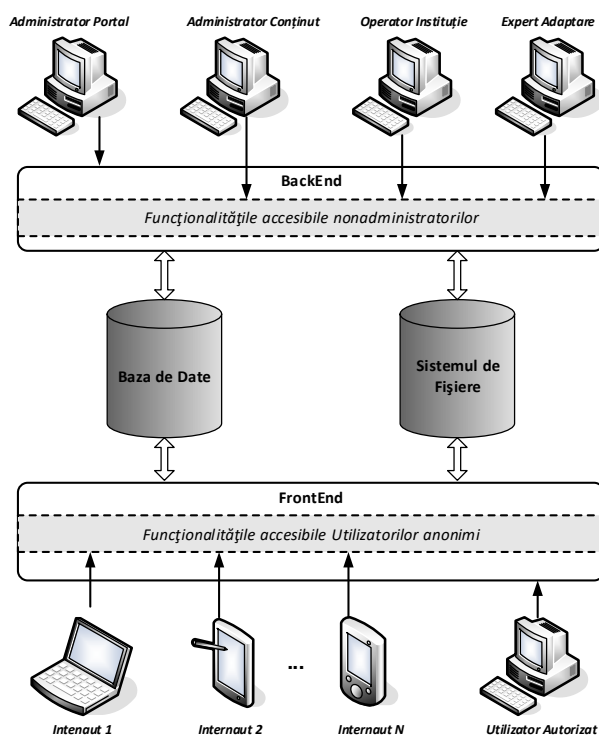 Administrator Portal
Administrator Conținut
Operator Instituție
Expert Adaptare
BackEnd
Funcționalitățile accesibile nonadministratorilor
Baza de Date
Sistemul de
Fișiere
FrontEnd
Funcționalitățile accesibile Utilizatorilor anonimi
...
Intenaut 1
Internaut 2
Internaut N
Utilizator Autorizat